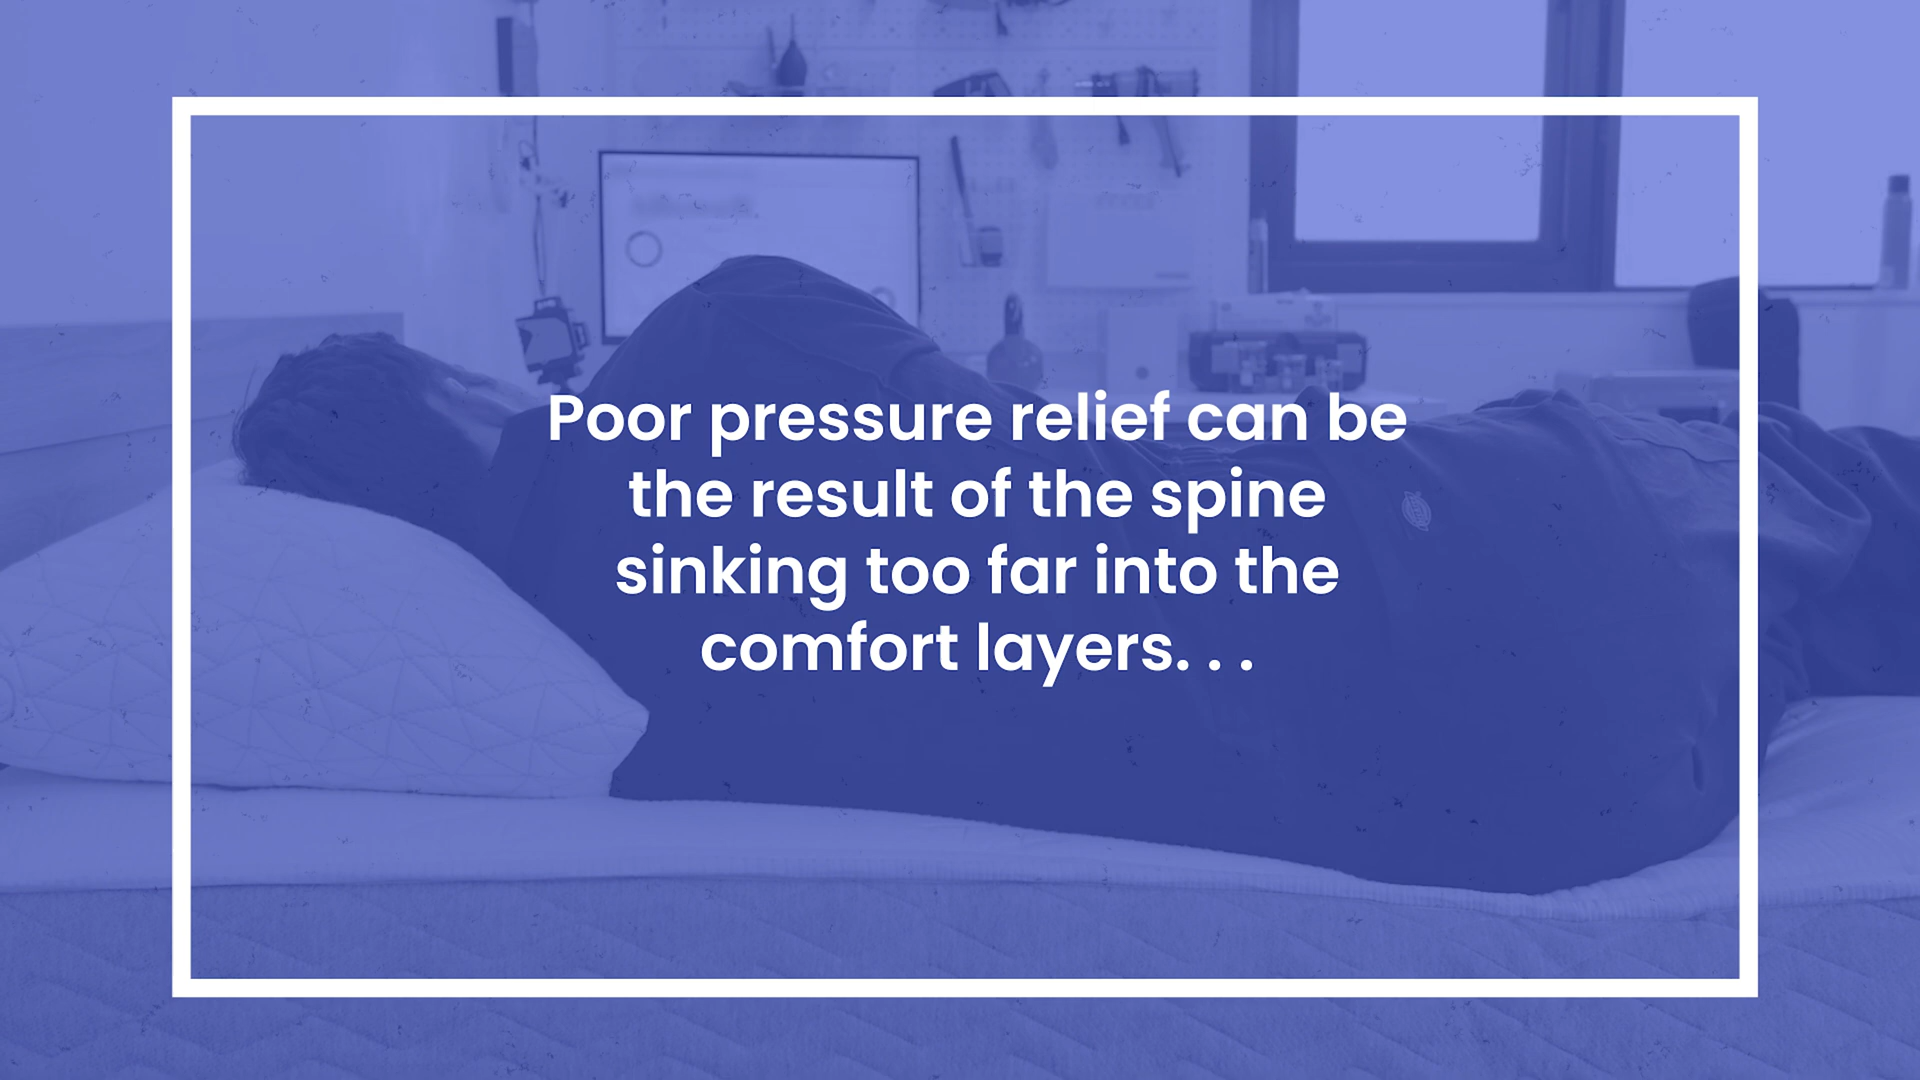 Poor pressure relief can be
the result of the spine
sinking too far into the
comfort layers. . .